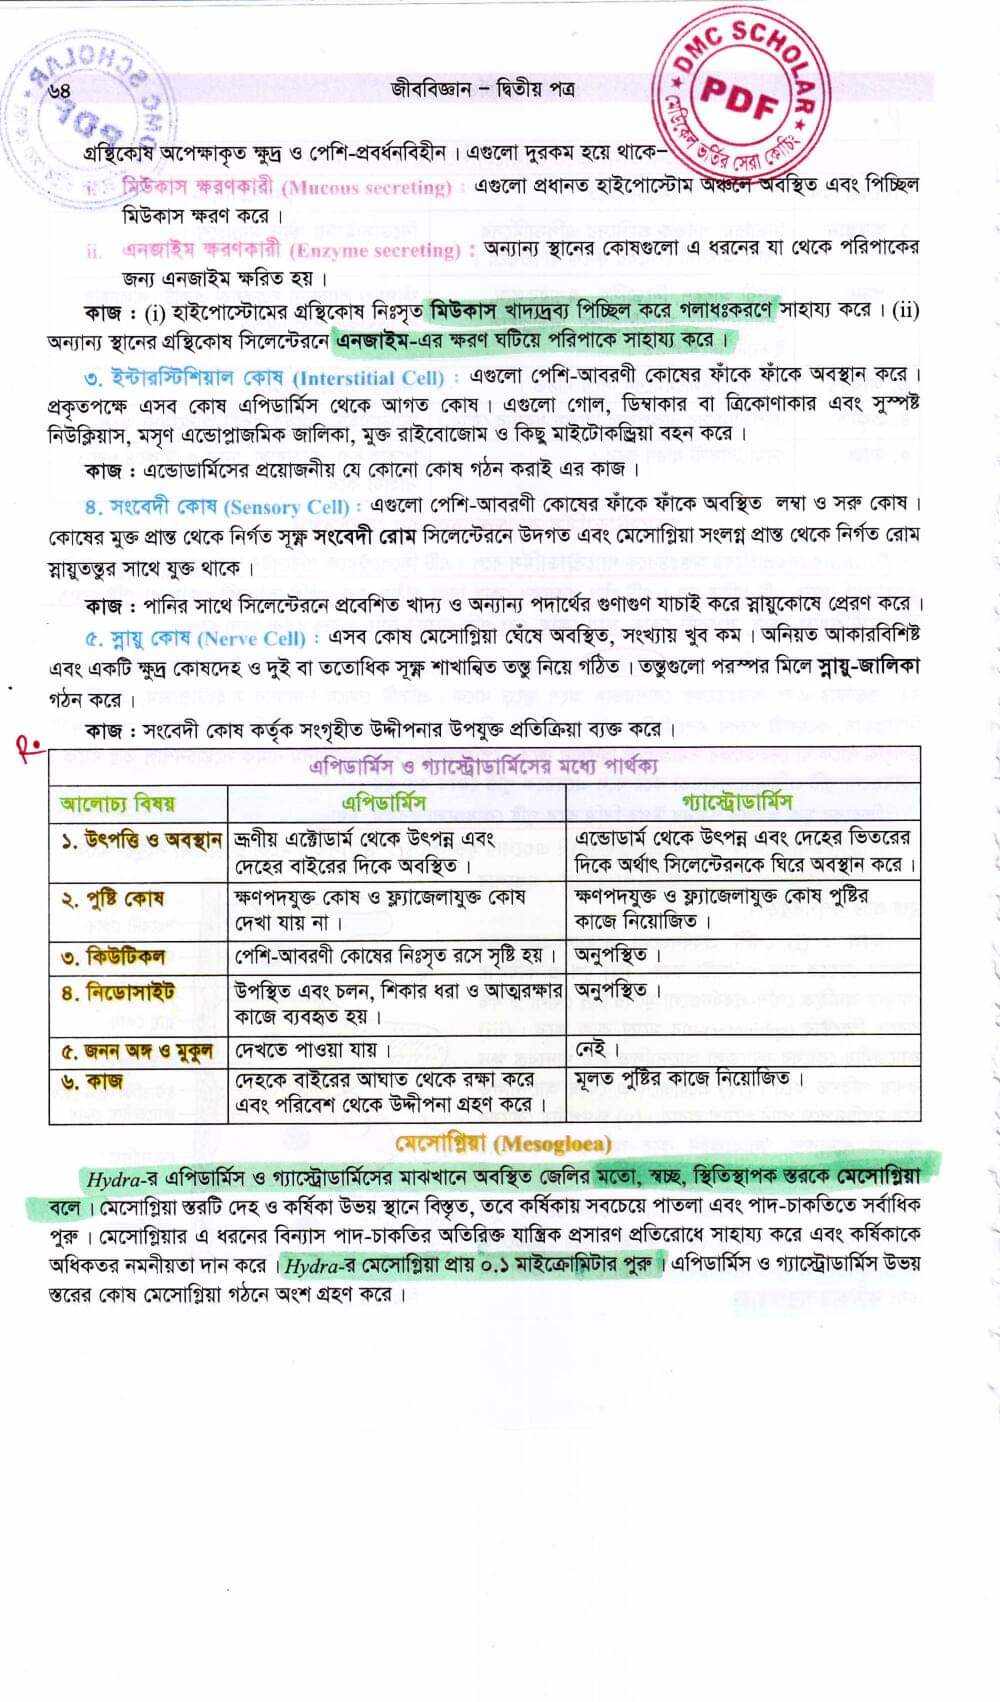 DMC SCHOLAR
PDF
মেডিকেল ভর্তির সেরা কোচিং
৬৪
জীববিজ্ঞান – দ্বিতীয় পত্র
গ্রন্থিকোষ অপেক্ষাকৃত ক্ষুদ্র ও পেশি-প্রবর্ধনবিহীন। এগুলো দুরকম হয়ে থাকে–
i. মিউকাস ক্ষরণকারী (Mucous secreting) : এগুলো প্রধানত হাইপোস্টোম অঞ্চলে অবস্থিত এবং পিচ্ছিল
মিউকাস ক্ষরণ করে।
ii. এনজাইম ক্ষরণকারী (Enzyme secreting) : অন্যান্য স্থানের কোষগুলো এ ধরনের যা থেকে পরিপাকের
জন্য এনজাইম ক্ষরিত হয়।
কাজ : (i) হাইপোস্টোমের গ্রন্থিকোষ নিঃসৃত মিউকাস খাদ্যদ্রব্য পিচ্ছিল করে গলাধঃকরণে সাহায্য করে। (ii)
অন্যান্য স্থানের গ্রন্থিকোষ সিলেন্টেরনে এনজাইম-এর ক্ষরণ ঘটিয়ে পরিপাকে সাহায্য করে।
৩. ইন্টারস্টিশিয়াল কোষ (Interstitial Cell) : এগুলো পেশি-আবরণী কোষের ফাঁকে ফাঁকে অবস্থান করে।
প্রকৃতপক্ষে এসব কোষ এপিডার্মিস থেকে আগত কোষ। এগুলো গোল, ডিম্বাকার বা ত্রিকোণাকার এবং সুস্পষ্ট
নিউক্লিয়াস, মসৃণ এন্ডোপ্লাজমিক জালিকা, মুক্ত রাইবোজোম ও কিছু মাইটোকন্ড্রিয়া বহন করে।
কাজ : এন্ডোডার্মিসের প্রয়োজনীয় যে কোনো কোষ গঠন করাই এর কাজ।
৪. সংবেদী কোষ (Sensory Cell) : এগুলো পেশি-আবরণী কোষের ফাঁকে ফাঁকে অবস্থিত লম্বা ও সরু কোষ।
কোষের মুক্ত প্রান্ত থেকে নির্গত সূক্ষ্ম সংবেদী রোম সিলেন্টেরনে উদগত এবং মেসোগ্লিয়া সংলগ্ন প্রান্ত থেকে নির্গত রোম
স্নায়ুতন্তুর সাথে যুক্ত থাকে।
কাজ : পানির সাথে সিলেন্টেরনে প্রবেশিত খাদ্য ও অন্যান্য পদার্থের গুণাগুণ যাচাই করে স্নায়ুকোষে প্রেরণ করে।
৫. স্নায়ু কোষ (Nerve Cell) : এসব কোষ মেসোগ্লিয়া ঘেঁষে অবস্থিত, সংখ্যায় খুব কম। অনিয়ত আকারবিশিষ্ট
এবং একটি ক্ষুদ্র কোষদেহ ও দুই বা ততোধিক সূক্ষ্ম শাখান্বিত তন্তু নিয়ে গঠিত। তন্তুগুলো পরস্পর মিলে স্নায়ু-জালিকা
গঠন করে।
কাজ : সংবেদী কোষ কর্তৃক সংগৃহীত উদ্দীপনার উপযুক্ত প্রতিক্রিয়া ব্যক্ত করে।
এপিডার্মিস ও গ্যাস্ট্রোডার্মিসের মধ্যে পার্থক্য
আলোচ্য বিষয় এপিডার্মিস গ্যাস্ট্রোডার্মিস
১. উৎপত্তি ও অবস্থান ভ্রূণীয় এক্টোডার্ম থেকে উৎপন্ন এবং এন্ডোডার্ম থেকে উৎপন্ন এবং দেহের ভিতরের
দেহের বাইরের দিকে অবস্থিত। দিকে অর্থাৎ সিলেন্টেরনকে ঘিরে অবস্থান করে।
২. পুষ্টি কোষ ক্ষণপদযুক্ত কোষ ও ফ্ল্যাজেলাযুক্ত কোষ ক্ষণপদযুক্ত ও ফ্ল্যাজেলাযুক্ত কোষ পুষ্টির
দেখা যায় না। কাজে নিয়োজিত।
৩. কিউটিকল পেশি-আবরণী কোষের নিঃসৃত রসে সৃষ্টি হয়। অনুপস্থিত।
৪. নিডোসাইট উপস্থিত এবং চলন, শিকার ধরা ও আত্মরক্ষার অনুপস্থিত।
কাজে ব্যবহৃত হয়।
৫. জনন অঙ্গ ও মুকুল দেখতে পাওয়া যায়। নেই।
৬. কাজ দেহকে বাইরের আঘাত থেকে রক্ষা করে মূলত পুষ্টির কাজে নিয়োজিত।
এবং পরিবেশ থেকে উদ্দীপনা গ্রহণ করে।
মেসোগ্লিয়া (Mesogloea)
Hydra-র এপিডার্মিস ও গ্যাস্ট্রোডার্মিসের মাঝখানে অবস্থিত জেলির মতো, স্বচ্ছ, স্থিতিস্থাপক স্তরকে মেসোগ্লিয়া
বলে। মেসোগ্লিয়া স্তরটি দেহ ও কর্ষিকা উভয় স্থানে বিস্তৃত, তবে কর্ষিকায় সবচেয়ে পাতলা এবং পাদ-চাকতিতে সর্বাধিক
পুরু। মেসোগ্লিয়ার এ ধরনের বিন্যাস পাদ-চাকতির অতিরিক্ত যান্ত্রিক প্রসারণ প্রতিরোধে সাহায্য করে এবং কর্ষিকাকে
অধিকতর নমনীয়তা দান করে। Hydra-র মেসোগ্লিয়া প্রায় ০.১ মাইক্রোমিটার পুরু। এপিডার্মিস ও গ্যাস্ট্রোডার্মিস উভয়
স্তরের কোষ মেসোগ্লিয়া গঠনে অংশ গ্রহণ করে।